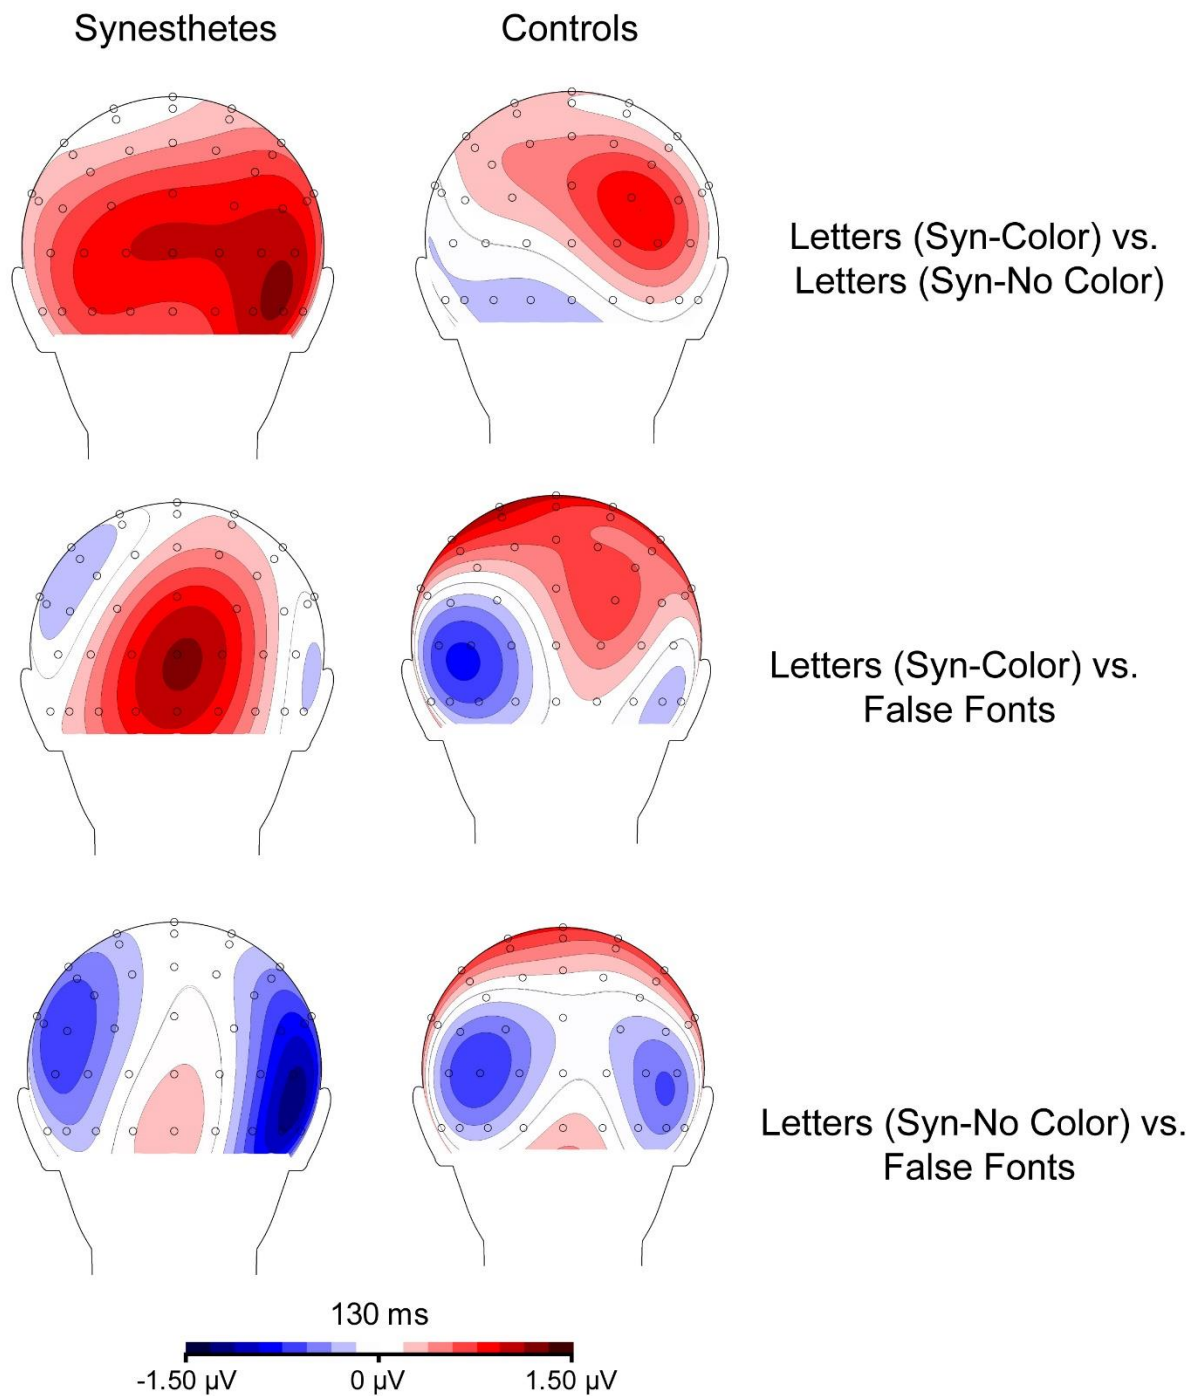 Synesthetes Controls
Letters (Syn-Color) vs.
Letters (Syn-No Color)
Letters (Syn-Color) vs.
False Fonts
Letters (Syn-No Color) vs.
False Fonts
130 ms
-1.50 µV 0 µV 1.50 µV